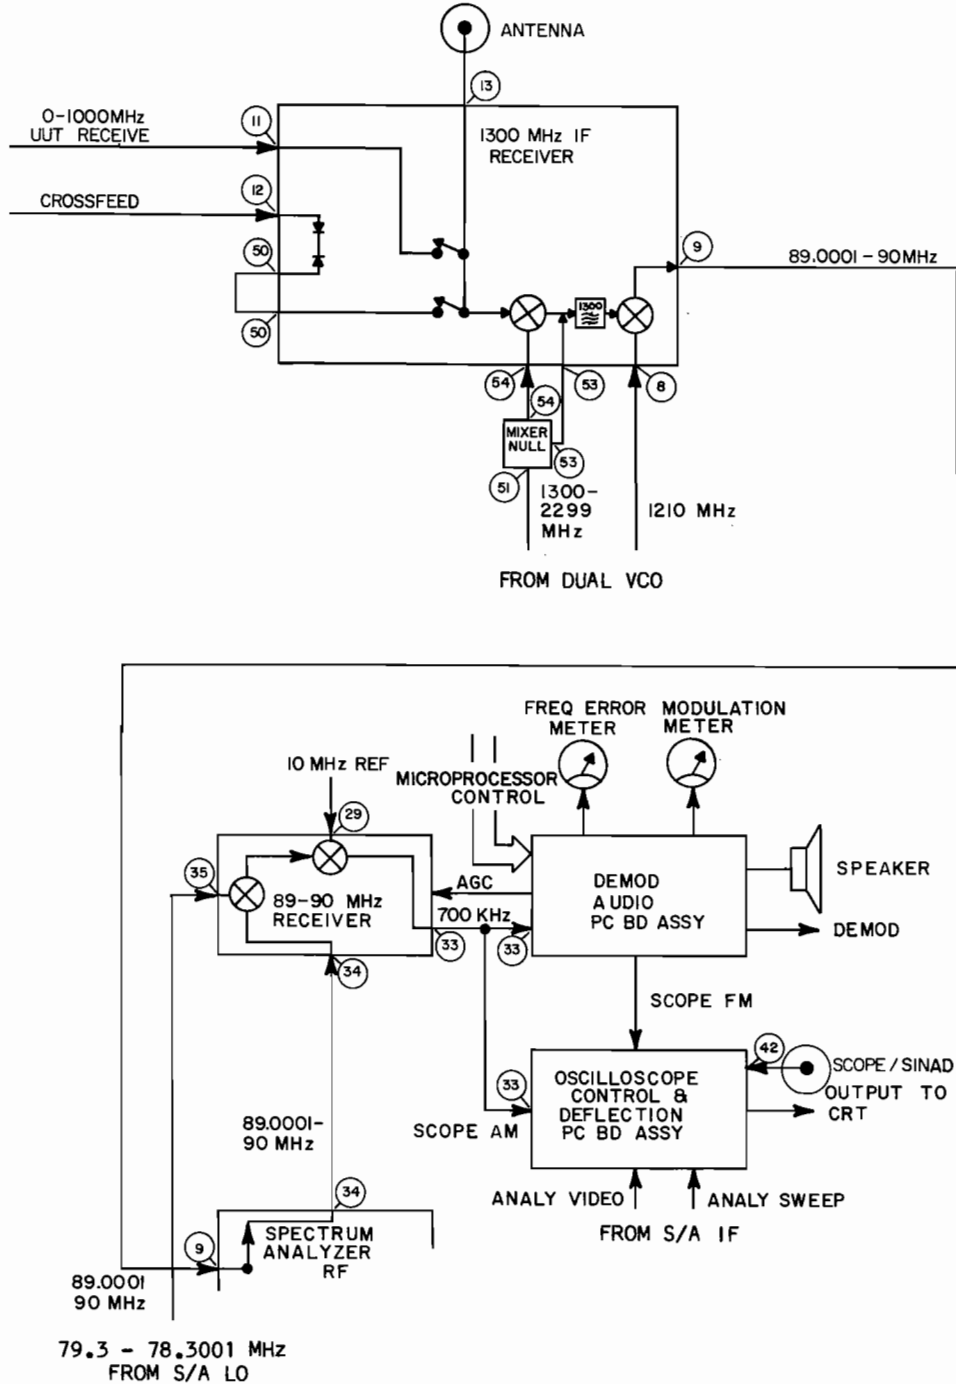 ANTENNA
13
0-1000MHz
UUT RECEIVE
11
1300 MHz IF
RECEIVER
CROSSFEED
12
50
50
9
89.0001-90MHz
1300
54
53
8
54
MIXER
NULL
53
51
1300-
2299
MHz
1210 MHz
FROM DUAL VCO
FREQ ERROR
METER
MODULATION
METER
10 MHz REF
MICROPROCESSOR
CONTROL
29
35
89-90 MHz
RECEIVER
AGC
700 KHz
33
33
34
DEMOD
AUDIO
PC BD ASSY
SPEAKER
DEMOD
SCOPE FM
42
SCOPE/SINAD
33
OSCILLOSCOPE
CONTROL &
DEFLECTION
PC BD ASSY
OUTPUT TO
CRT
SCOPE AM
89.0001-
90 MHz
ANALY VIDEO
ANALY SWEEP
FROM S/A IF
34
SPECTRUM
ANALYZER
RF
9
89.0001
90 MHz
79.3 - 78.3001 MHz
FROM S/A LO